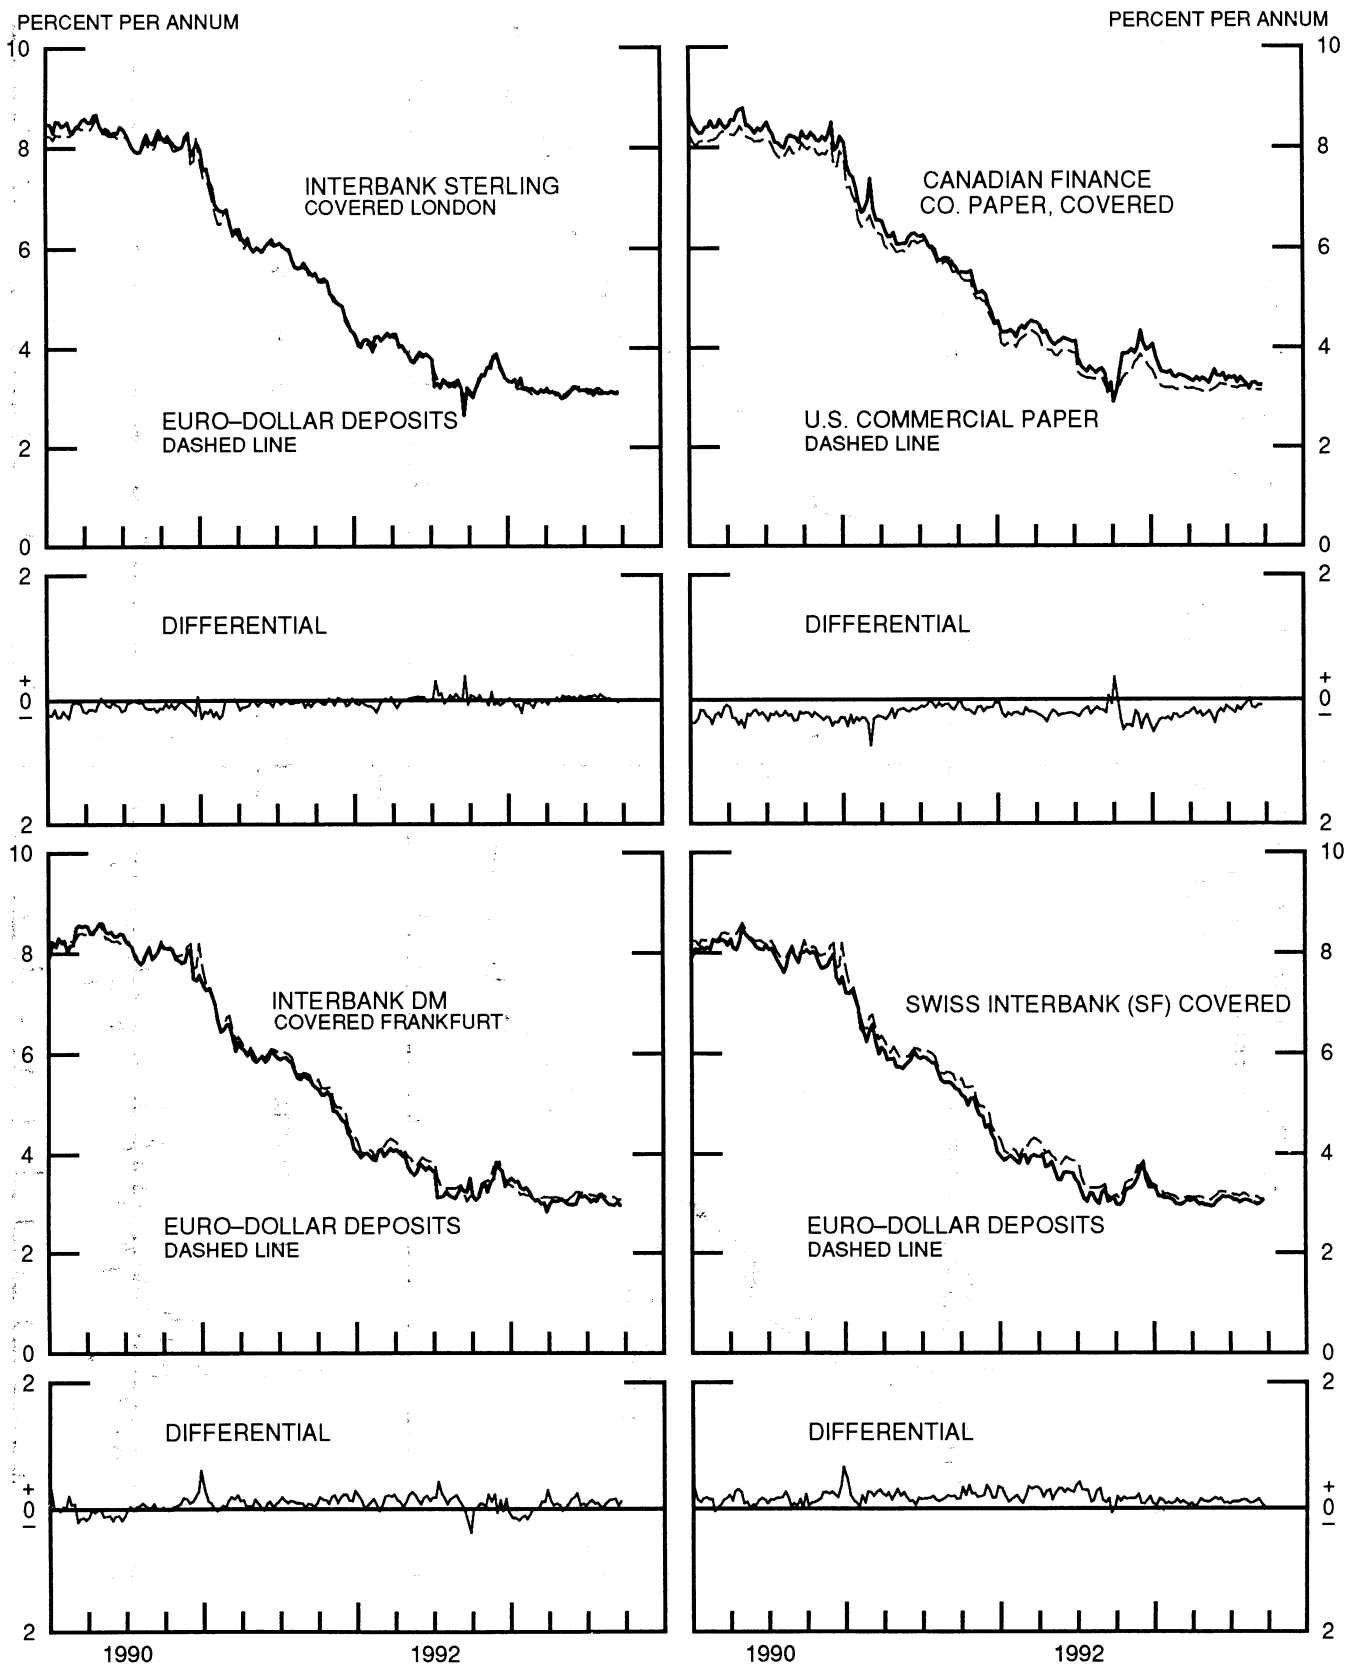 PERCENT PER ANNUM
PERCENT PER ANNUM
10
8
6
4
2
0
INTERBANK STERLING
COVERED LONDON
EURO–DOLLAR DEPOSITS
DASHED LINE
CANADIAN FINANCE
CO. PAPER, COVERED
U.S. COMMERCIAL PAPER
DASHED LINE
10
8
6
4
2
0
2
+
0
–
2
DIFFERENTIAL
DIFFERENTIAL
2
+
0
–
2
10
8
6
4
2
0
INTERBANK DM
COVERED FRANKFURT
EURO–DOLLAR DEPOSITS
DASHED LINE
SWISS INTERBANK (SF) COVERED
EURO–DOLLAR DEPOSITS
DASHED LINE
10
8
6
4
2
0
2
+
0
–
2
DIFFERENTIAL
DIFFERENTIAL
2
+
0
–
2
1990
1992
1990
1992